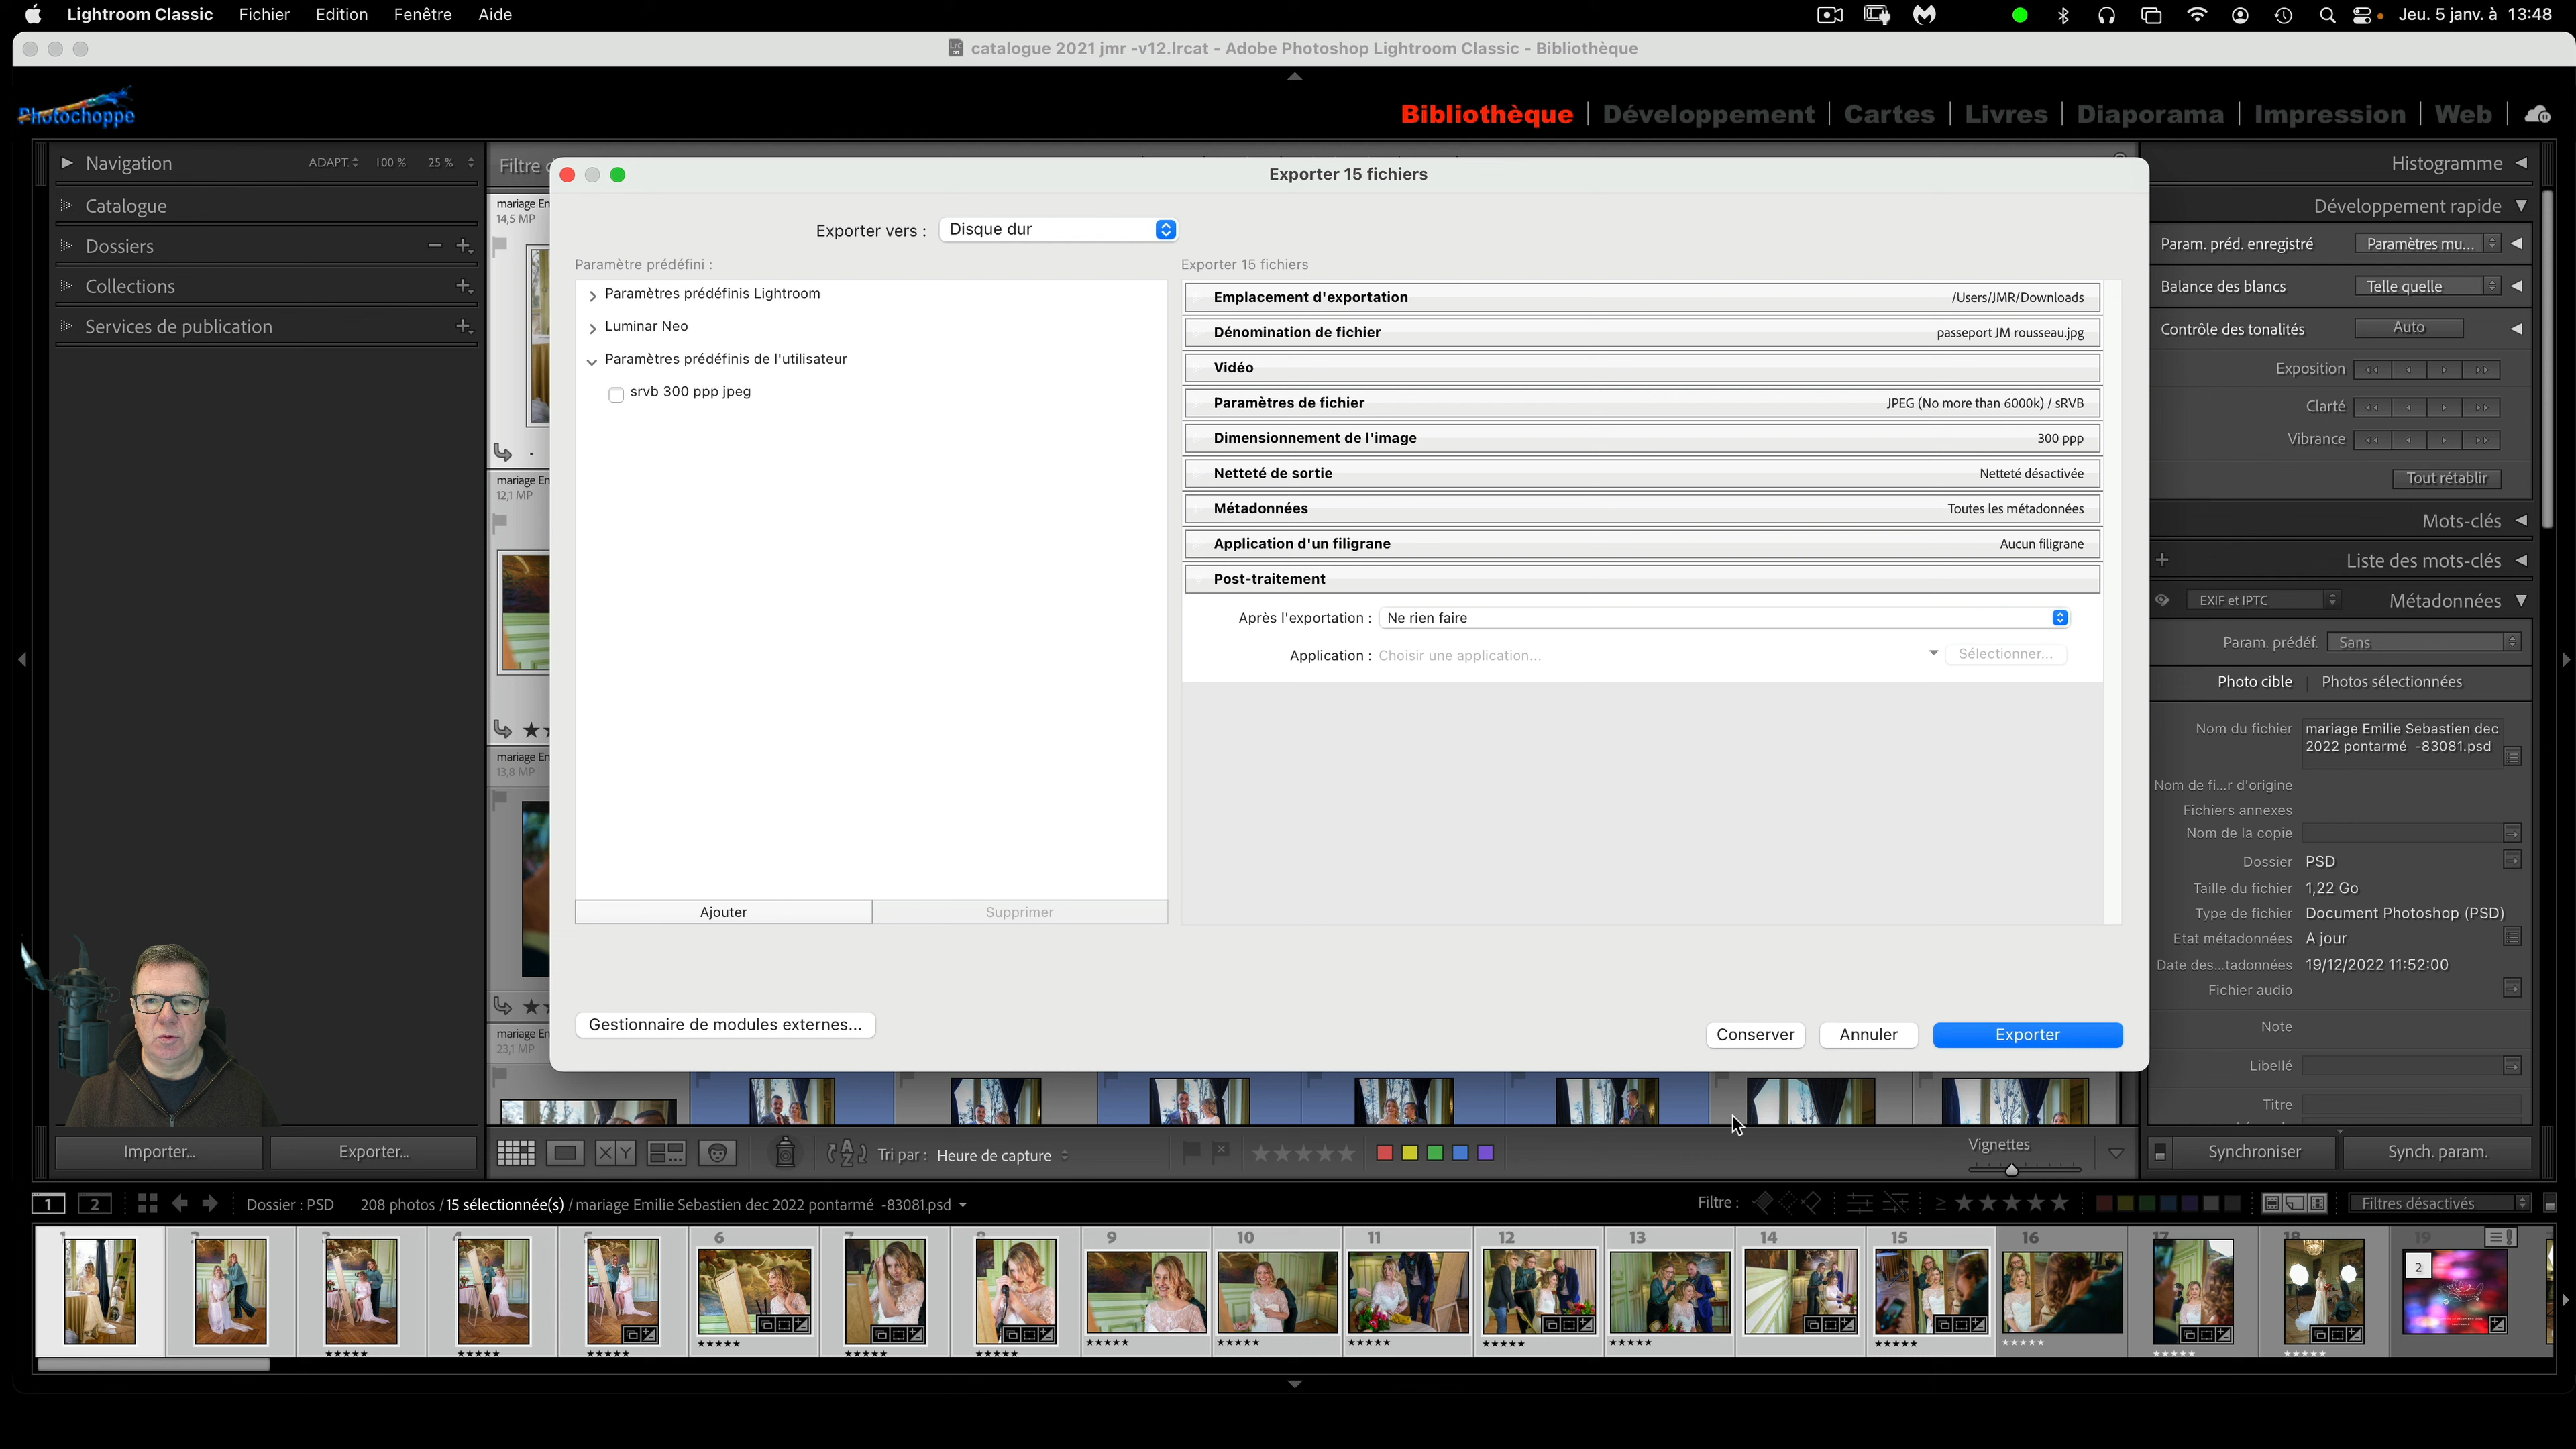 Lightroom Classic Fichier Edition Fenêtre Aide
Jeu. 5 janv. à 13:48
catalogue 2021 jmr -v12.lrcat - Adobe Photoshop Lightroom Classic - Bibliothèque
Photochoppe
Bibliothèque | Développement | Cartes | Livres | Diaporama | Impression | Web |
Navigation ADAPT. 100 % 25 %
Catalogue
Dossiers
Collections
Services de publication
mariage Em
14,5 MP
mariage Em
12,1 MP
mariage Em
13,8 MP
mariage Em
23,1 MP
Exporter 15 fichiers
Exporter vers : Disque dur
Paramètre prédéfini :
Paramètres prédéfinis Lightroom
Luminar Neo
Paramètres prédéfinis de l'utilisateur
srvb 300 ppp jpeg
Ajouter
Supprimer
Exporter 15 fichiers
Emplacement d'exportation /Users/JMR/Downloads
Dénomination de fichier passeport JM rousseau.jpg
Vidéo
Paramètres de fichier JPEG (No more than 6000k) / sRVB
Dimensionnement de l'image 300 ppp
Netteté de sortie Netteté désactivée
Métadonnées Toutes les métadonnées
Application d'un filigrane Aucun filigrane
Post-traitement
Après l'exportation : Ne rien faire
Application : Choisir une application... Sélectionner...
Gestionnaire de modules externes...
Conserver
Annuler
Exporter
Histogramme
Développement rapide
Param. préd. enregistré Paramètres mu...
Balance des blancs Telle quelle
Contrôle des tonalités Auto
Exposition
Clarté
Vibrance
Tout rétablir
Mots-clés
Liste des mots-clés
EXIF et IPTC Métadonnées
Param. prédéf. Sans
Photo cible | Photos sélectionnées
Nom du fichier mariage Emilie Sebastien dec
2022 pontarmé -83081.psd
Nom de fi...r d'origine
Fichiers annexes
Nom de la copie
Dossier PSD
Taille du fichier 1,22 Go
Type de fichier Document Photoshop (PSD)
Etat métadonnées A jour
Date des...tadonnées 19/12/2022 11:52:00
Fichier audio
Note
Libellé
Titre
Importer... Exporter...
XY
Tri par : Heure de capture
Vignettes
Synchroniser Synch. param.
1 2 Dossier : PSD 208 photos / 15 sélectionnée(s) / mariage Emilie Sebastien dec 2022 pontarmé -83081.psd
Filtre : ≥ Filtres désactivés
1 2 3 4 5 6 7 8 9 10 11 12 13 14 15 16 17 18 19
2